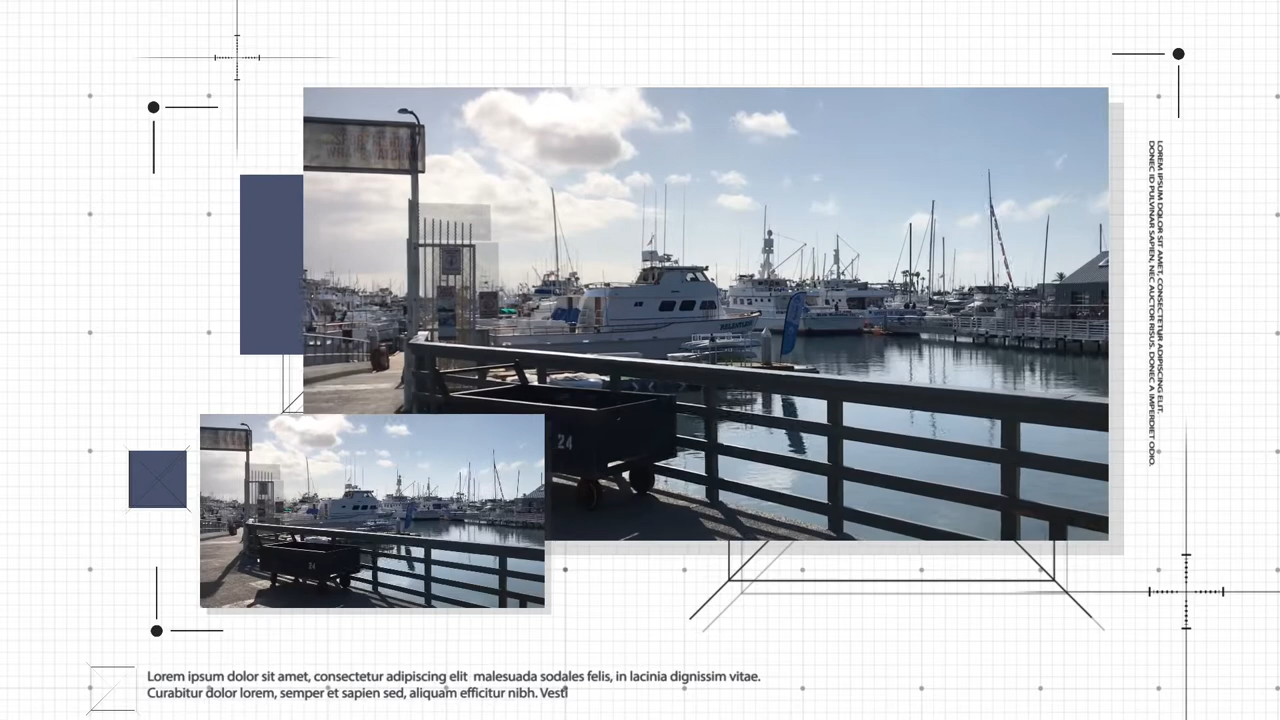 RELENTLESS
24
24
LOREM IPSUM DOLOR SIT AMET, CONSECTETUR ADIPISCING ELIT.
DONEC ID PULVINAR SAPIEN, NEC AUCTOR RISUS. DONEC A IMPERDIET ODIO.
Lorem ipsum dolor sit amet, consectetur adipiscing elit  malesuada sodales felis, in lacinia dignissim vitae.
Curabitur dolor lorem, semper et sapien sed, aliquam efficitur nibh. Vesti